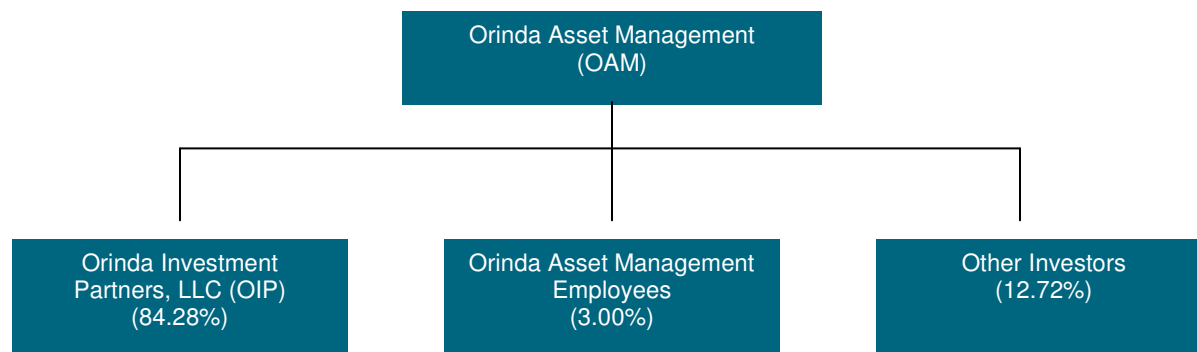 Orinda Asset Management
(OAM)
Orinda Investment
Partners, LLC (OIP)
(84.28%)
Orinda Asset Management
Employees
(3.00%)
Other Investors
(12.72%)